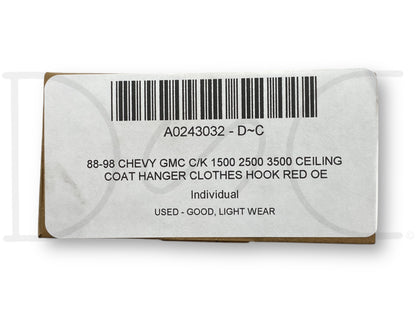 A0243032 - D~C
88-98 CHEVY GMC C/K 1500 2500 3500 CEILING
COAT HANGER CLOTHES HOOK RED OE
Individual
USED - GOOD, LIGHT WEAR